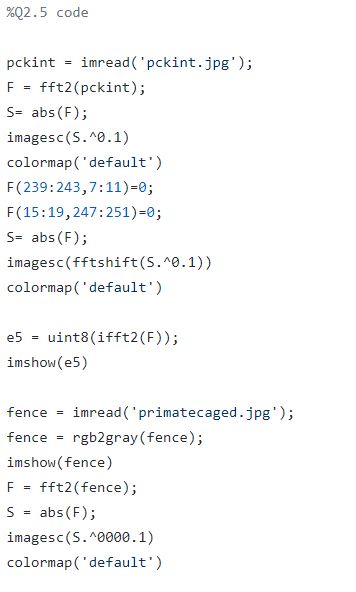 %Q2.5 code
pckint = imread('pckint.jpg');
F = fft2(pckint);
S= abs(F);
imagesc(S.^0.1)
colormap('default')
F(239:243,7:11)=0;
F(15:19,247:251)=0;
S= abs(F);
imagesc(fftshift(S.^0.1))
colormap('default')
e5 = uint8(ifft2(F));
imshow(e5)
fence = imread('primatecaged.jpg');
fence = rgb2gray(fence);
imshow(fence)
F = fft2(fence);
S = abs(F);
imagesc(S.^0000.1)
colormap('default')